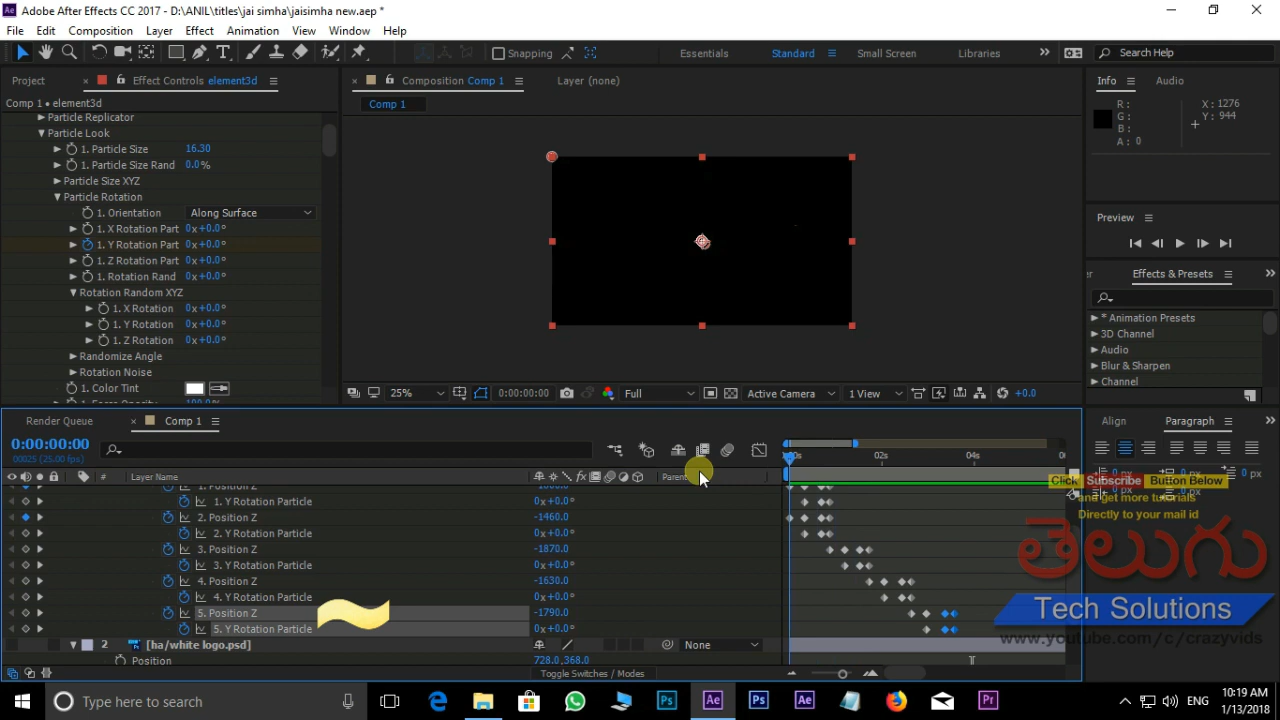 Adobe After Effects CC 2017 - D:\ANIL\titles\jai simha\jaisimha new.aep *
File Edit Composition Layer Effect Animation View Window Help
Snapping Essentials Standard Small Screen Libraries Search Help
Project Effect Controls element3d Composition Comp 1 Layer (none) Info Audio
Comp 1 • element3d
Comp 1
Particle Replicator
Particle Look
1. Particle Size 16.30
1. Particle Size Rand 0.0%
Particle Size XYZ
Particle Rotation
1. Orientation Along Surface
1. X Rotation Part 0x+0.0°
1. Y Rotation Part 0x+0.0°
1. Z Rotation Part 0x+0.0°
1. Rotation Rand 0x+0.0°
Rotation Random XYZ
1. X Rotation 0x+0.0°
1. Y Rotation 0x+0.0°
1. Z Rotation 0x+0.0°
Randomize Angle
Rotation Noise
1. Color Tint
25% 0:00:00:00 Full Active Camera 1 View +0.0
R :
G :
B :
A : 0
X : 1276
Y : 944
Preview
Effects & Presets
* Animation Presets
3D Channel
Audio
Blur & Sharpen
Channel
Render Queue Comp 1
Align Paragraph
0:00:00:00
00000 (25.00 fps)
# Layer Name Parent
02s 04s
1. Y Rotation Particle 0x+0.0°
2. Position Z -1460.0
2. Y Rotation Particle 0x+0.0°
3. Position Z -1870.0
3. Y Rotation Particle 0x+0.0°
4. Position Z -1630.0
4. Y Rotation Particle 0x+0.0°
5. Position Z -1790.0
5. Y Rotation Particle 0x+0.0°
2 [ha/white logo.psd] None
Position 728.0,368.0
Toggle Switches / Modes
0 px
0 px
Click Subscribe Button Below
and get more tutorials
Directly to your mail id
తెలుగు
Tech Solutions
www.youtube.com/c/crazyvids
Type here to search
ENG
10:19 AM
1/13/2018